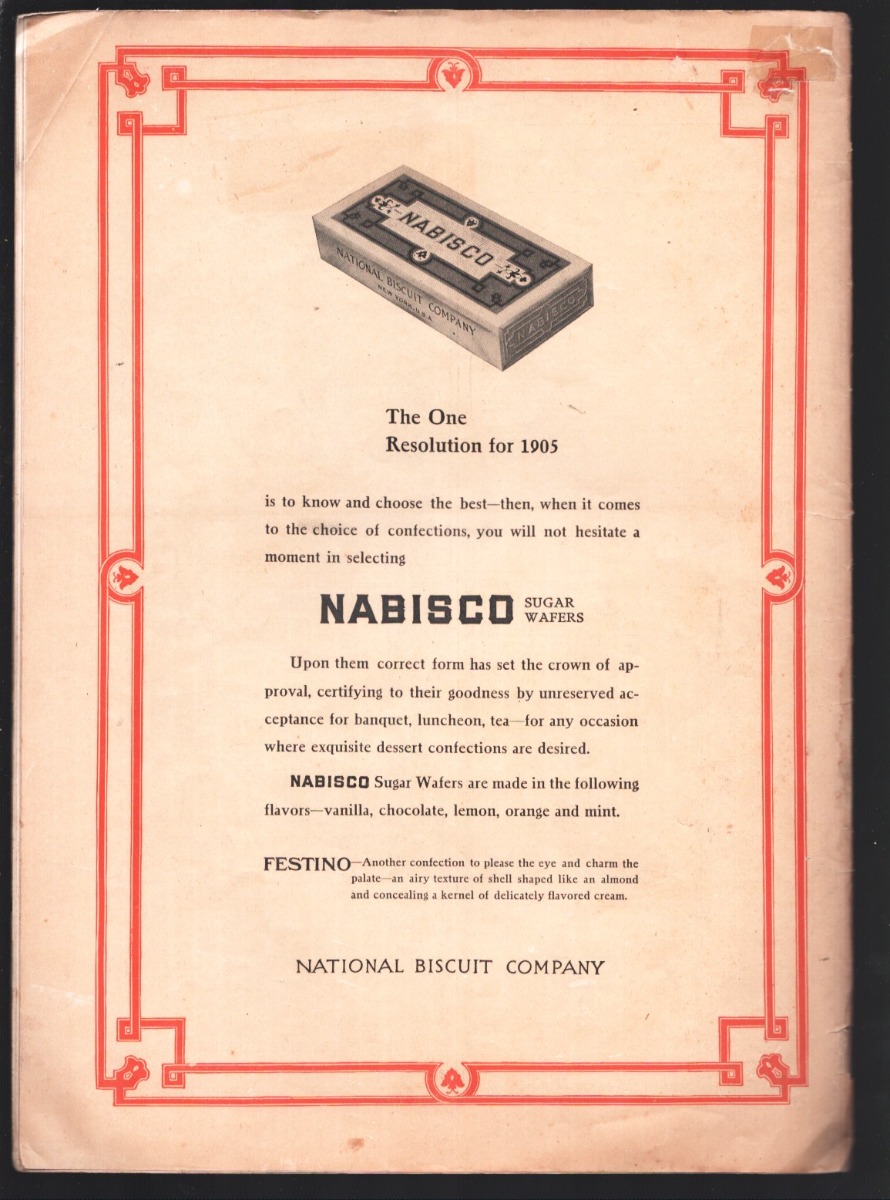 NABISCO
NATIONAL BISCUIT COMPANY
NEW YORK, U.S.A.
NABISCO
The One
Resolution for 1905
is to know and choose the best—then, when it comes
to the choice of confections, you will not hesitate a
moment in selecting
NABISCO SUGAR
WAFERS
Upon them correct form has set the crown of ap-
proval, certifying to their goodness by unreserved ac-
ceptance for banquet, luncheon, tea—for any occasion
where exquisite dessert confections are desired.
NABISCO Sugar Wafers are made in the following
flavors—vanilla, chocolate, lemon, orange and mint.
FESTINO—Another confection to please the eye and charm the
palate—an airy texture of shell shaped like an almond
and concealing a kernel of delicately flavored cream.
NATIONAL BISCUIT COMPANY